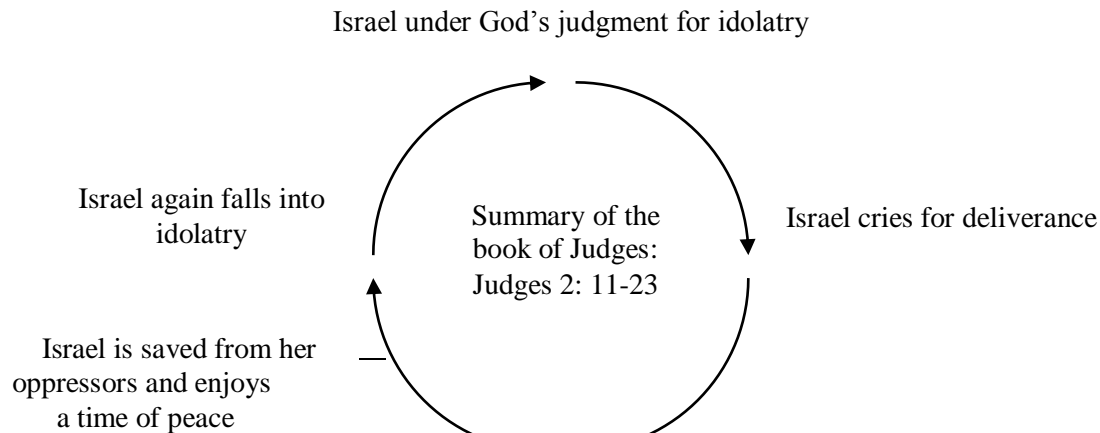 Israel under God’s judgment for idolatry
Israel again falls into
idolatry
Summary of the
book of Judges:
Judges 2: 11-23
Israel cries for deliverance
Israel is saved from her
oppressors and enjoys
a time of peace